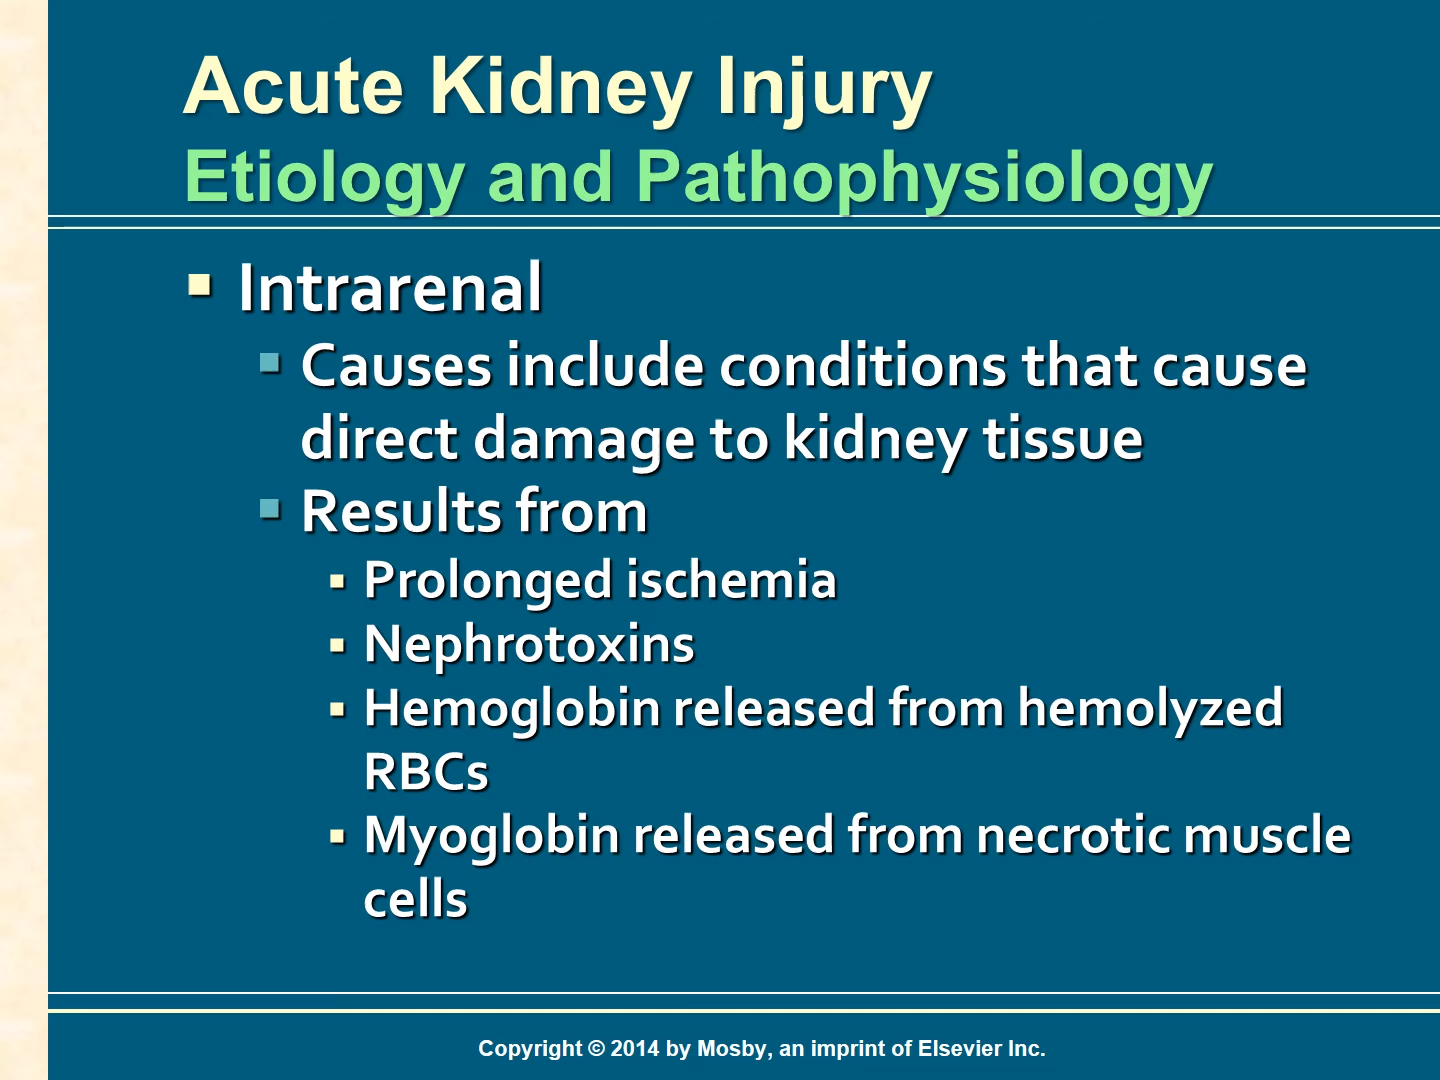 Acute Kidney Injury
Etiology and Pathophysiology
Intrarenal
Causes include conditions that cause
direct damage to kidney tissue
Results from
Prolonged ischemia
Nephrotoxins
Hemoglobin released from hemolyzed
RBCs
Myoglobin released from necrotic muscle
cells
Copyright © 2014 by Mosby, an imprint of Elsevier Inc.